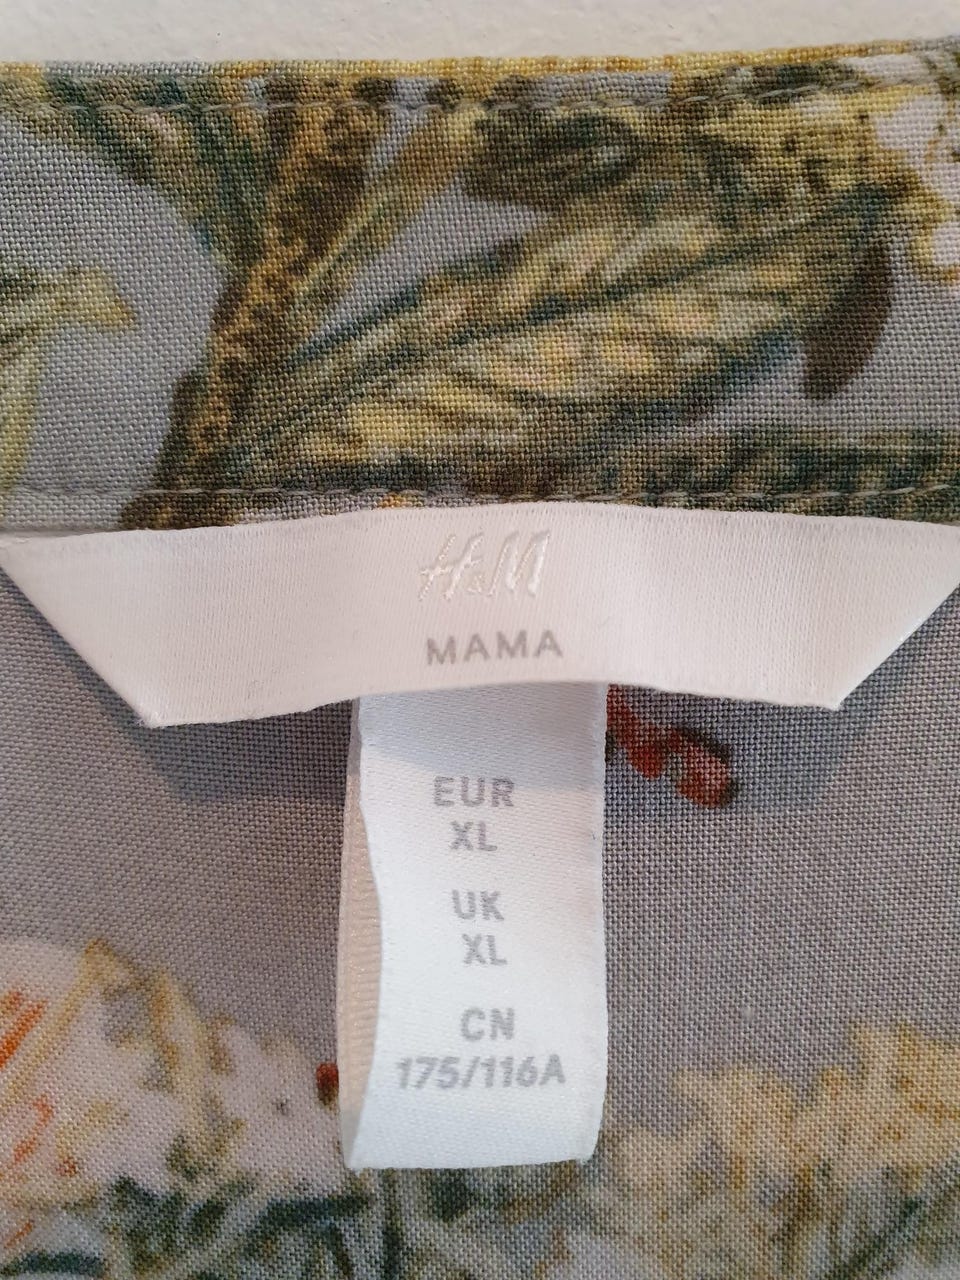 H&M
MAMA
EUR
XL
UK
XL
CN
175/116A